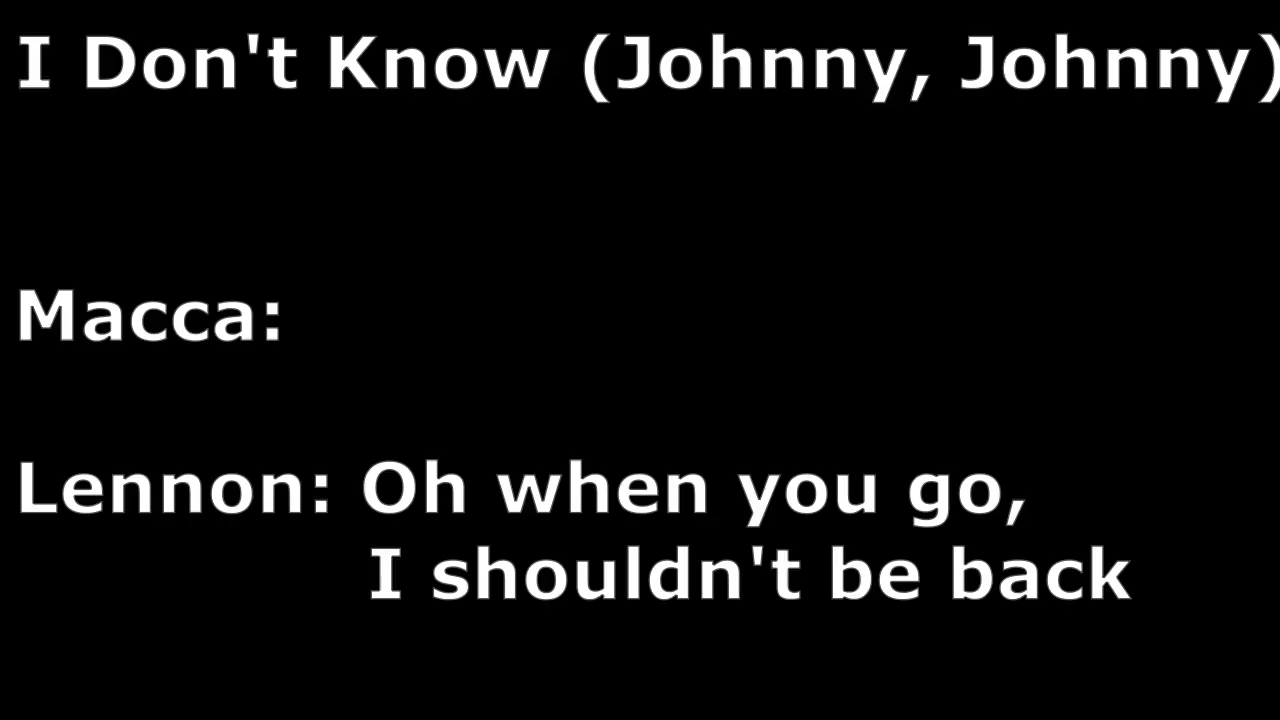 I Don't Know (Johnny, Johnny)
Macca:
Lennon: Oh when you go,
I shouldn't be back